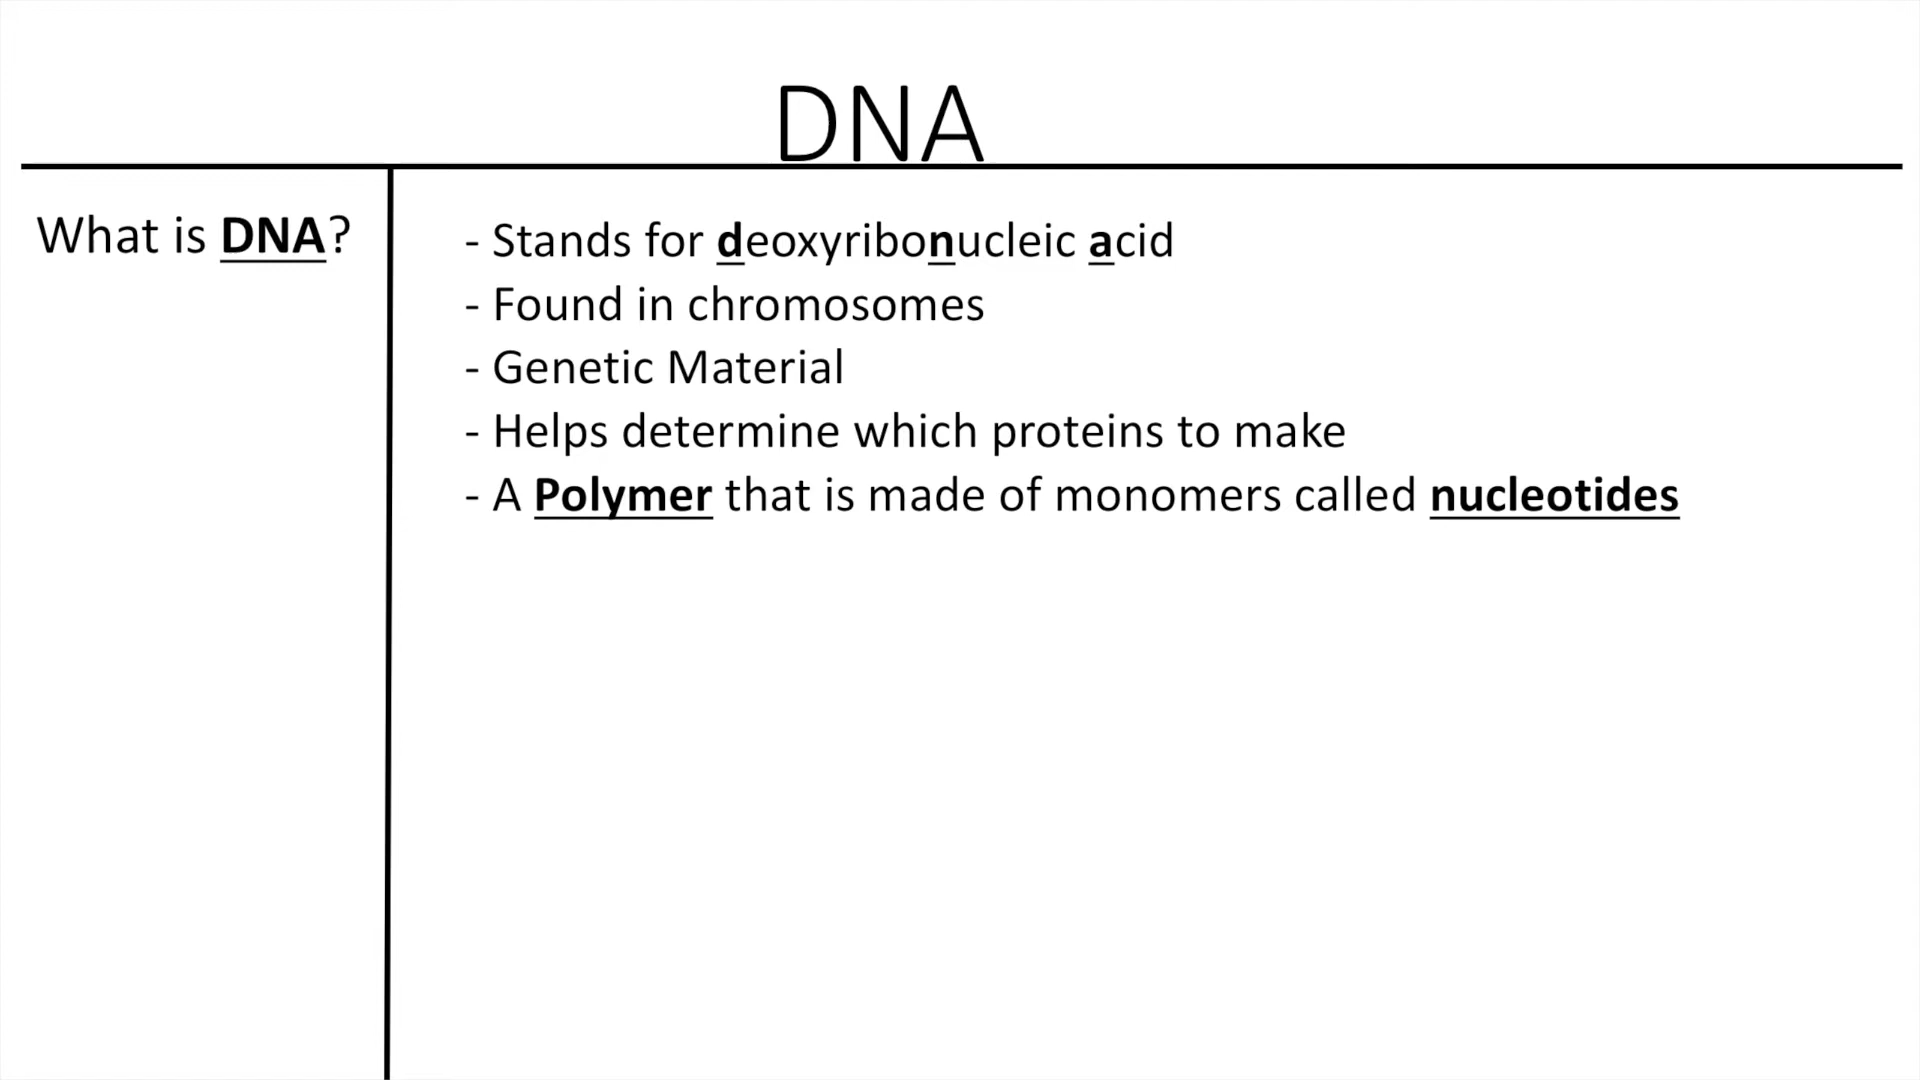 DNA
What is DNA?
- Stands for deoxyribonucleic acid
- Found in chromosomes
- Genetic Material
- Helps determine which proteins to make
- A Polymer that is made of monomers called nucleotides